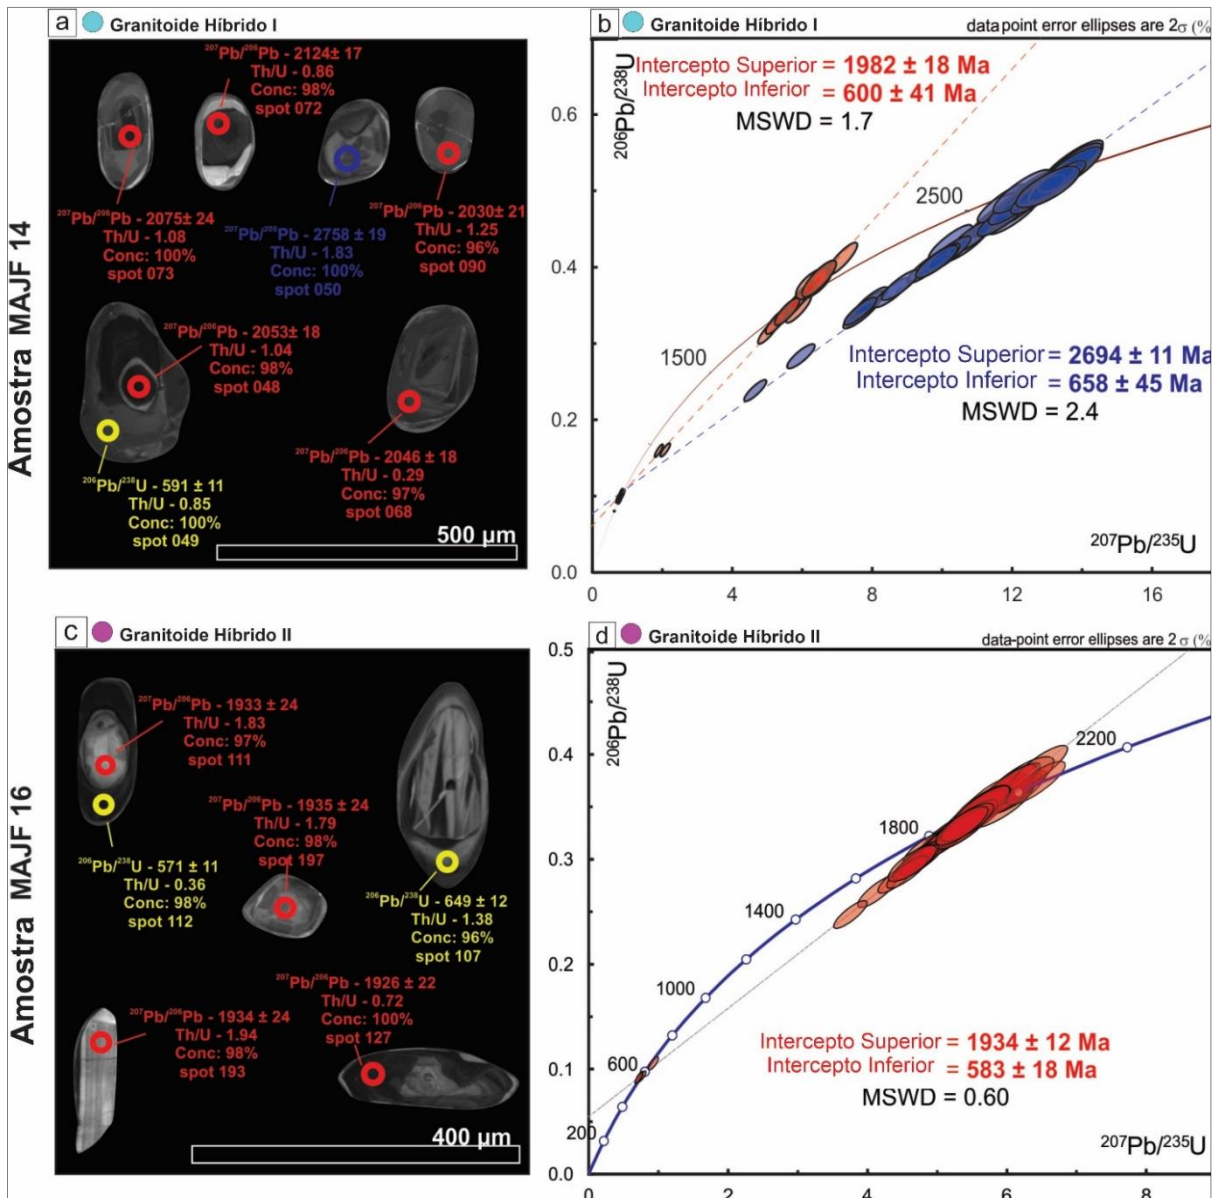 Amostra MAJF 14
a Granitoide Híbrido I
²⁰⁷Pb/²⁰⁶Pb - 2124± 17
Th/U - 0.86
Conc: 98%
spot 072
²⁰⁷Pb/²⁰⁶Pb - 2075± 24
Th/U - 1.08
Conc: 100%
spot 073
²⁰⁷Pb/²⁰⁶Pb - 2758 ± 19
Th/U - 1.83
Conc: 100%
spot 050
²⁰⁷Pb/²⁰⁶Pb - 2030± 21
Th/U - 1.25
Conc: 96%
spot 090
²⁰⁷Pb/²⁰⁶Pb - 2053± 18
Th/U - 1.04
Conc: 98%
spot 048
²⁰⁶Pb/²³⁸U - 591 ± 11
Th/U - 0.85
Conc: 100%
spot 049
²⁰⁷Pb/²⁰⁶Pb - 2046 ± 18
Th/U - 0.29
Conc: 97%
spot 068
500 µm
b Granitoide Híbrido I
data point error ellipses are 2σ (%
²⁰⁶Pb/²³⁸U
Intercepto Superior = 1982 ± 18 Ma
Intercepto Inferior = 600 ± 41 Ma
MSWD = 1.7
0.6
2500
0.4
1500
Intercepto Superior = 2694 ± 11 Ma
Intercepto Inferior = 658 ± 45 Ma
MSWD = 2.4
0.2
²⁰⁷Pb/²³⁵U
0.0
0 4 8 12 16
Amostra MAJF 16
c Granitoide Híbrido II
²⁰⁷Pb/²⁰⁶Pb - 1933 ± 24
Th/U - 1.83
Conc: 97%
spot 111
²⁰⁶Pb/²³⁸U - 571 ± 11
Th/U - 0.36
Conc: 98%
spot 112
²⁰⁷Pb/²⁰⁶Pb - 1935 ± 24
Th/U - 1.79
Conc: 98%
spot 197
²⁰⁶Pb/²³⁸U - 649 ± 12
Th/U - 1.38
Conc: 96%
spot 107
²⁰⁷Pb/²⁰⁶Pb - 1934 ± 24
Th/U - 1.94
Conc: 98%
spot 193
²⁰⁷Pb/²⁰⁶Pb - 1926 ± 22
Th/U - 0.72
Conc: 100%
spot 127
400 µm
d Granitoide Híbrido II
data-point error ellipses are 2 σ (%
0.5
²⁰⁶Pb/²³⁸U
2200
0.4
1800
0.3
1400
0.2
1000
Intercepto Superior = 1934 ± 12 Ma
Intercepto Inferior = 583 ± 18 Ma
MSWD = 0.60
600
0.1
200
²⁰⁷Pb/²³⁵U
0.0
0 2 4 6 8